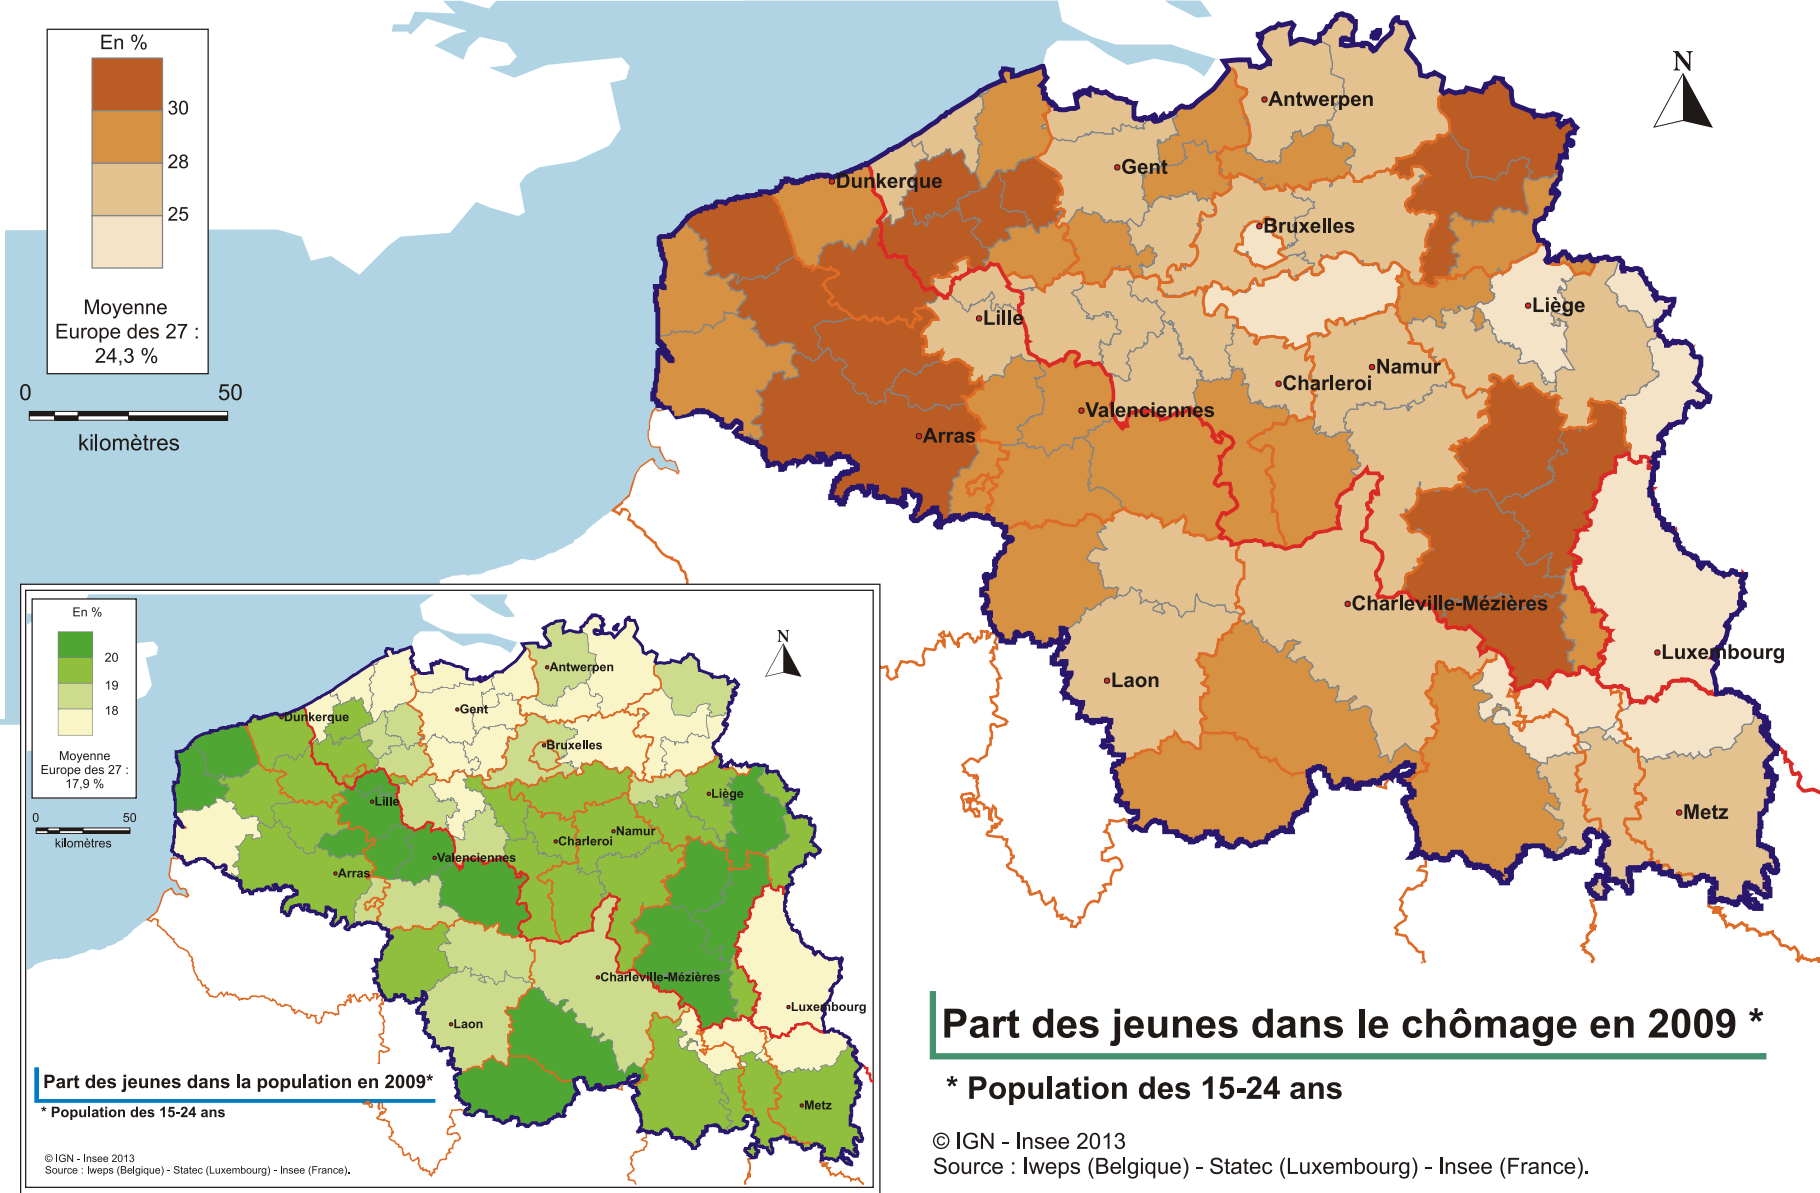 En %
30
28
25
Moyenne
Europe des 27 :
24,3 %
0
50
kilomètres
N
Antwerpen
Gent
Dunkerque
Bruxelles
Liège
Lille
Namur
Charleroi
Valenciennes
Arras
Charleville-Mézières
Luxembourg
Laon
Metz
En %
20
19
18
Moyenne
Europe des 27 :
17,9 %
0
50
kilomètres
N
Antwerpen
Gent
Dunkerque
Bruxelles
Liège
Lille
Namur
Charleroi
Valenciennes
Arras
Charleville-Mézières
Luxembourg
Laon
Metz
Part des jeunes dans la population en 2009*
* Population des 15-24 ans
© IGN - Insee 2013
Source : Iweps (Belgique) - Statec (Luxembourg) - Insee (France).
Part des jeunes dans le chômage en 2009 *
* Population des 15-24 ans
© IGN - Insee 2013
Source : Iweps (Belgique) - Statec (Luxembourg) - Insee (France).